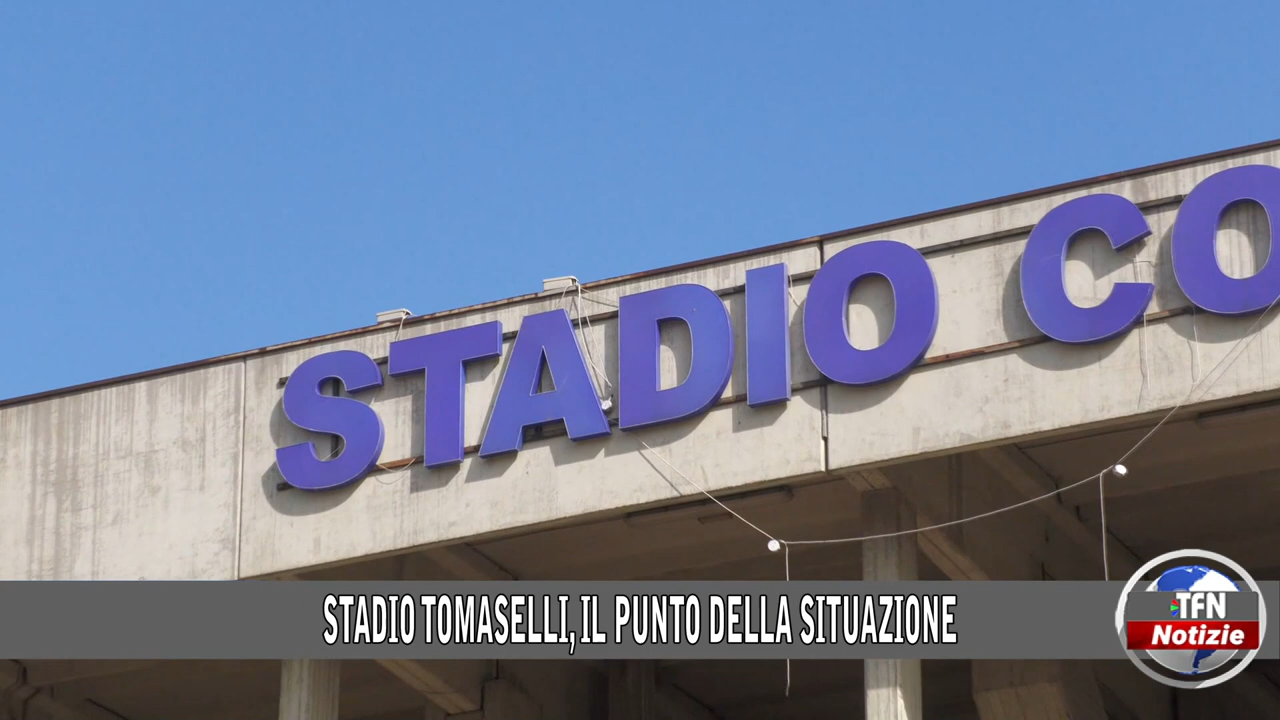 STADIO CO
STADIO TOMASELLI, IL PUNTO DELLA SITUAZIONE
TFN
Notizie